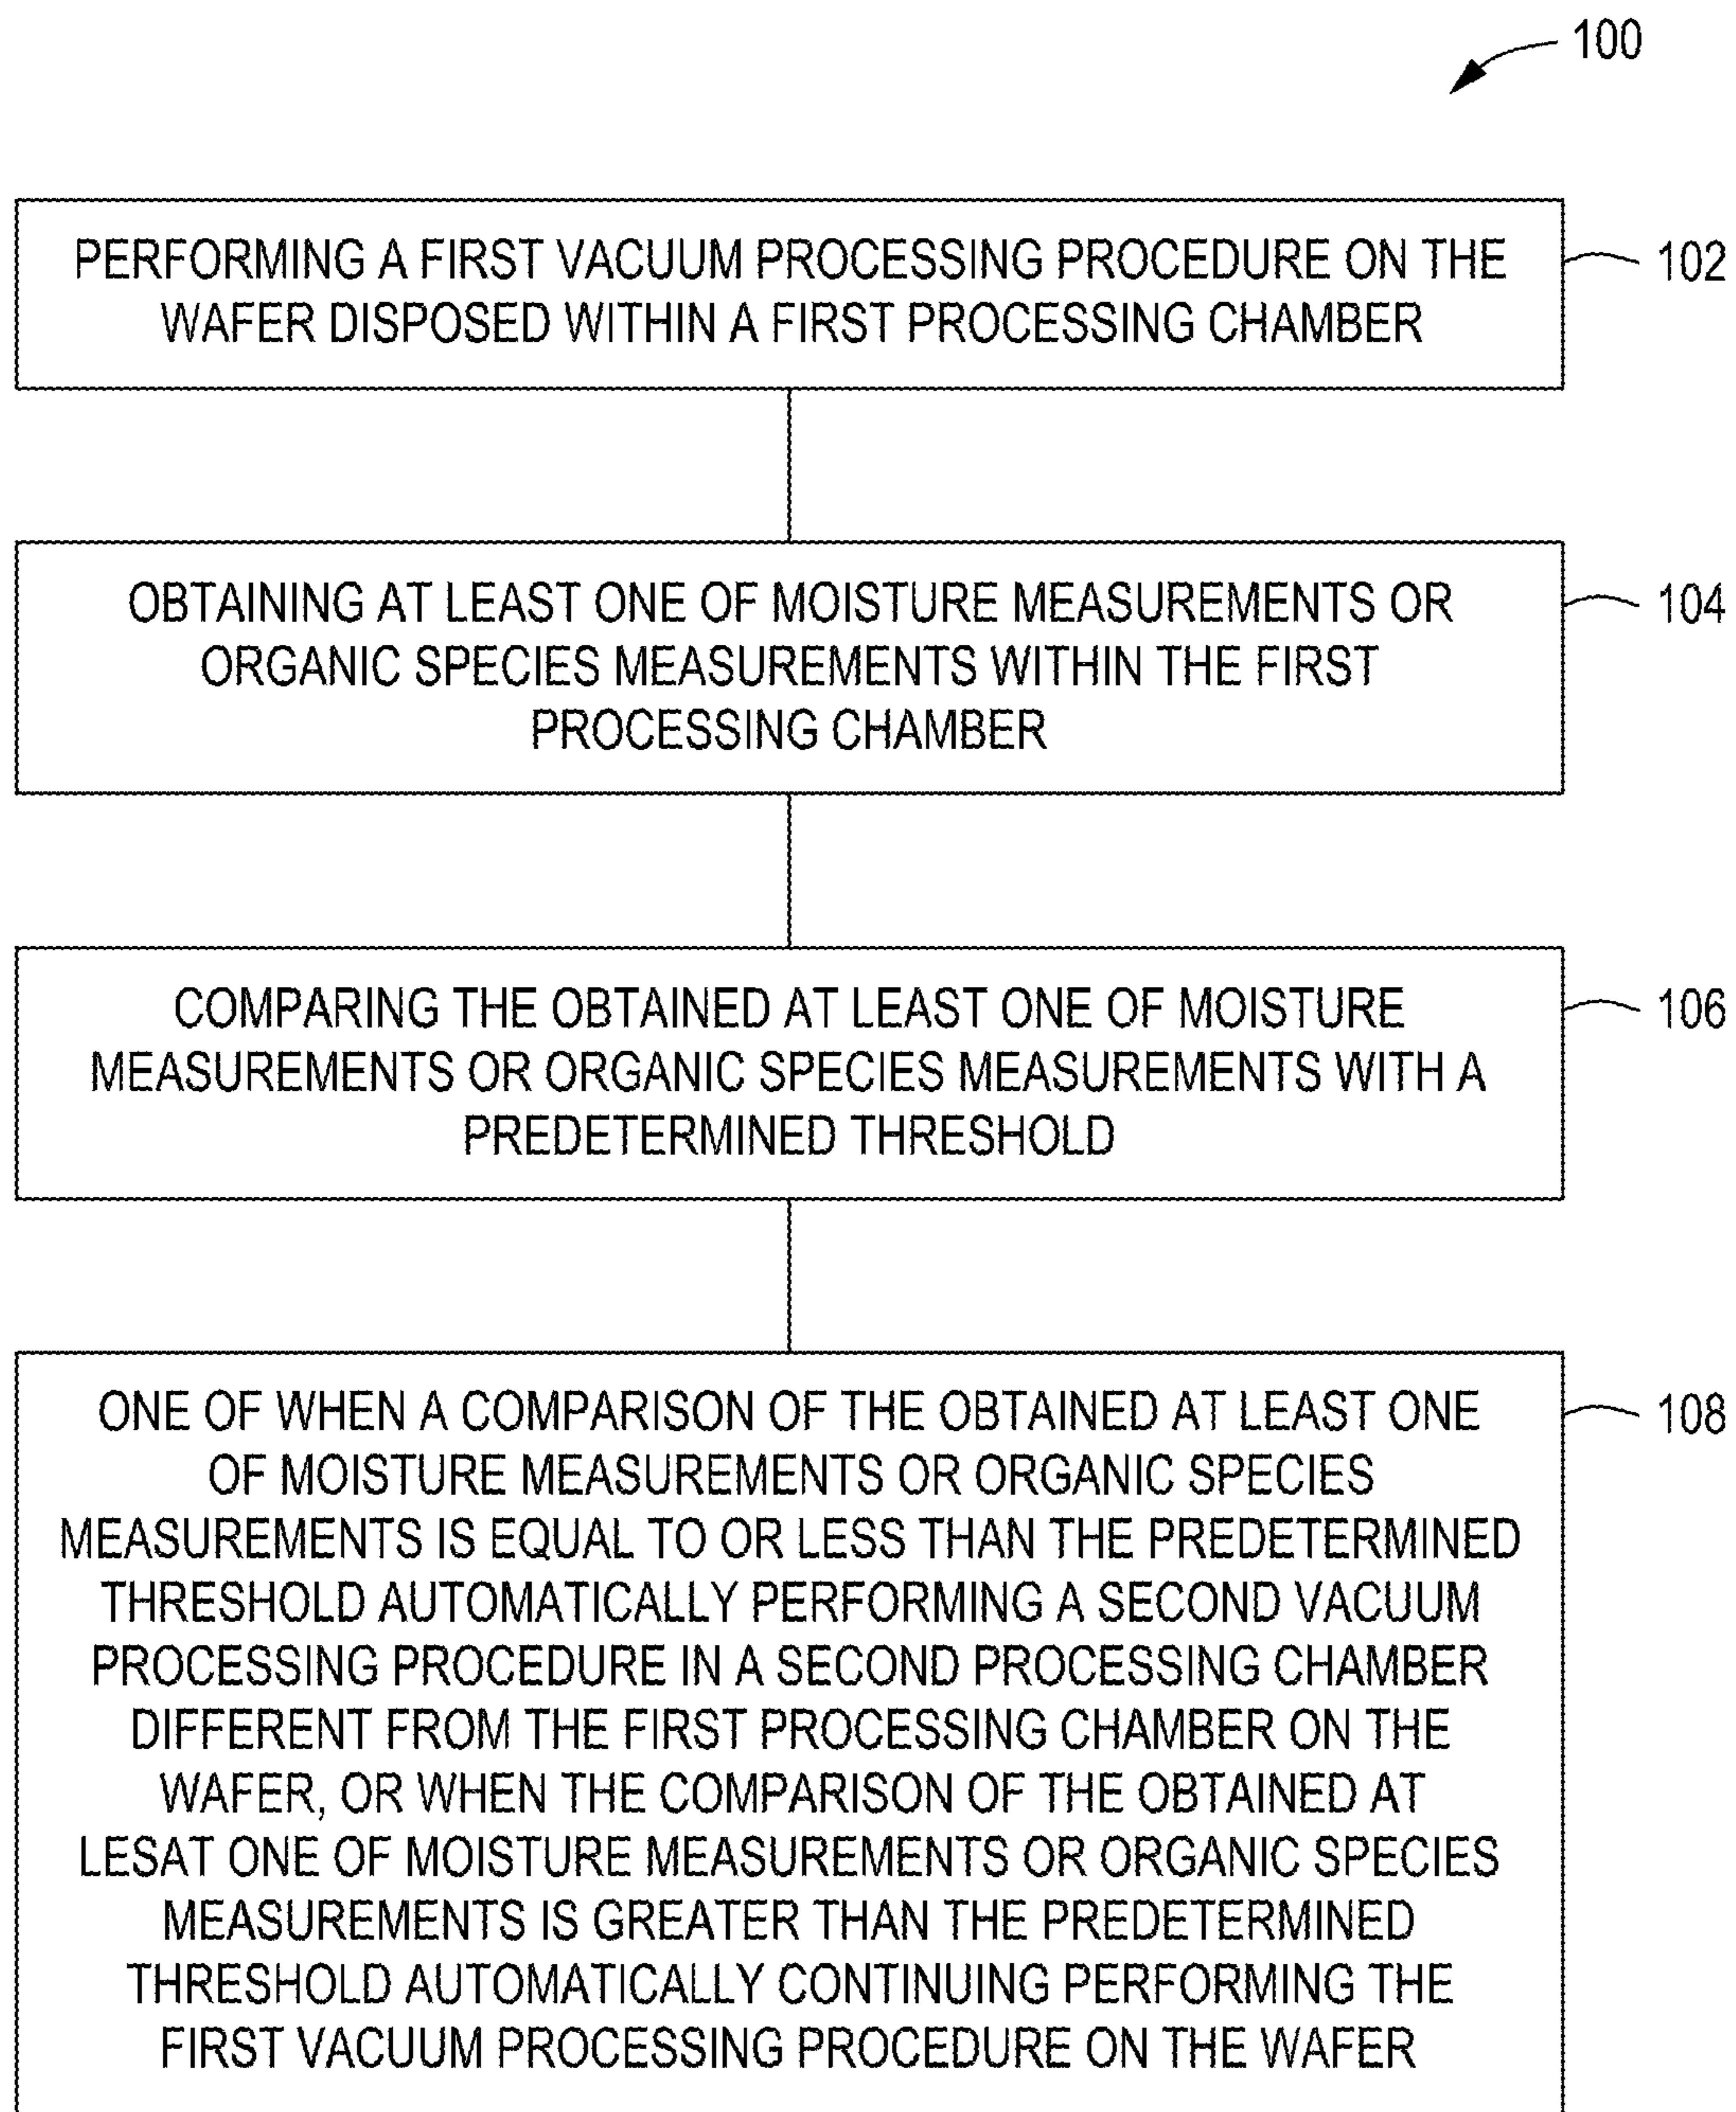 100
PERFORMING A FIRST VACUUM PROCESSING PROCEDURE ON THE
WAFER DISPOSED WITHIN A FIRST PROCESSING CHAMBER
102
OBTAINING AT LEAST ONE OF MOISTURE MEASUREMENTS OR
ORGANIC SPECIES MEASUREMENTS WITHIN THE FIRST
PROCESSING CHAMBER
104
COMPARING THE OBTAINED AT LEAST ONE OF MOISTURE
MEASUREMENTS OR ORGANIC SPECIES MEASUREMENTS WITH A
PREDETERMINED THRESHOLD
106
ONE OF WHEN A COMPARISON OF THE OBTAINED AT LEAST ONE
OF MOISTURE MEASUREMENTS OR ORGANIC SPECIES
MEASUREMENTS IS EQUAL TO OR LESS THAN THE PREDETERMINED
THRESHOLD AUTOMATICALLY PERFORMING A SECOND VACUUM
PROCESSING PROCEDURE IN A SECOND PROCESSING CHAMBER
DIFFERENT FROM THE FIRST PROCESSING CHAMBER ON THE
WAFER, OR WHEN THE COMPARISON OF THE OBTAINED AT
LESAT ONE OF MOISTURE MEASUREMENTS OR ORGANIC SPECIES
MEASUREMENTS IS GREATER THAN THE PREDETERMINED
THRESHOLD AUTOMATICALLY CONTINUING PERFORMING THE
FIRST VACUUM PROCESSING PROCEDURE ON THE WAFER
108